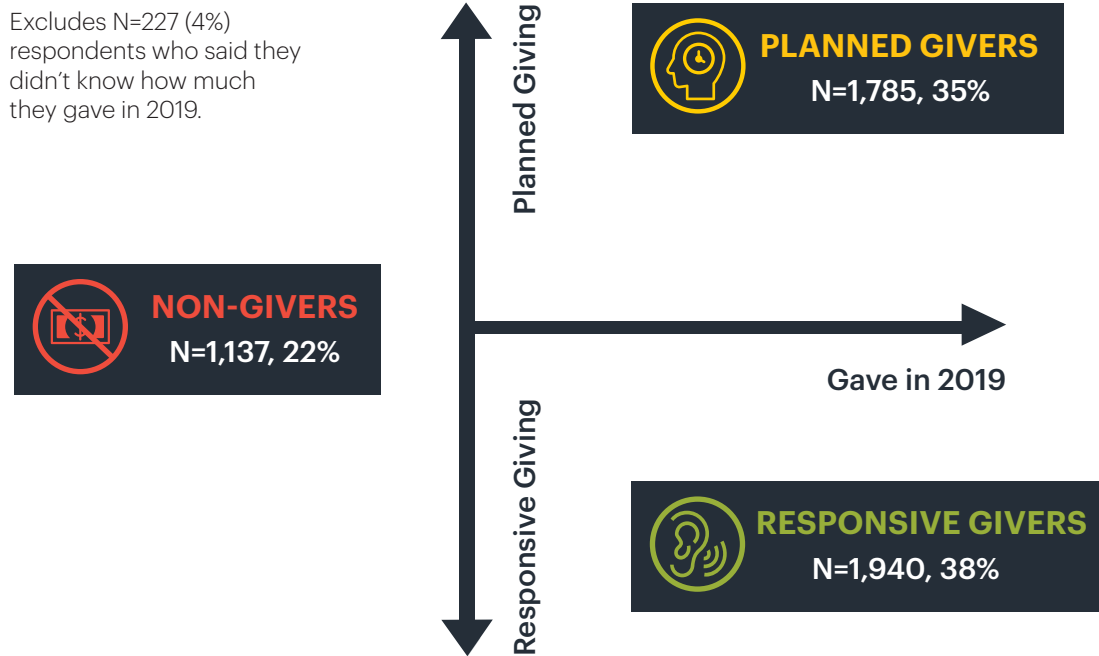 Excludes N=227 (4%)
respondents who said they
didn’t know how much
they gave in 2019.
Planned Giving
PLANNED GIVERS
N=1,785, 35%
NON-GIVERS
N=1,137, 22%
$
Gave in 2019
Responsive Giving
RESPONSIVE GIVERS
N=1,940, 38%